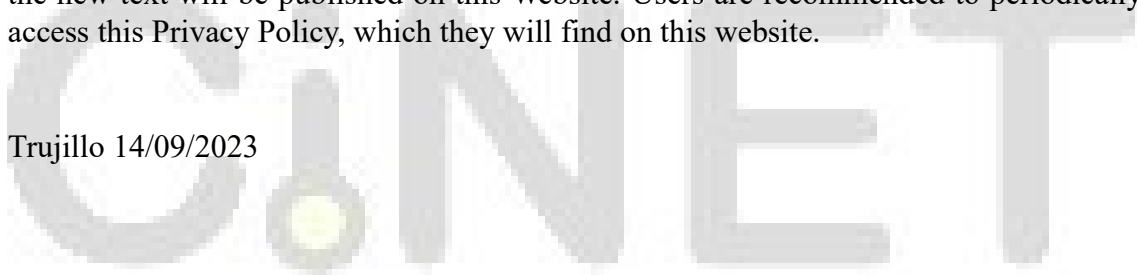 the new text will be published on this Website. Users are recommended to periodically
access this Privacy Policy, which they will find on this website.
Trujillo 14/09/2023
CiNET